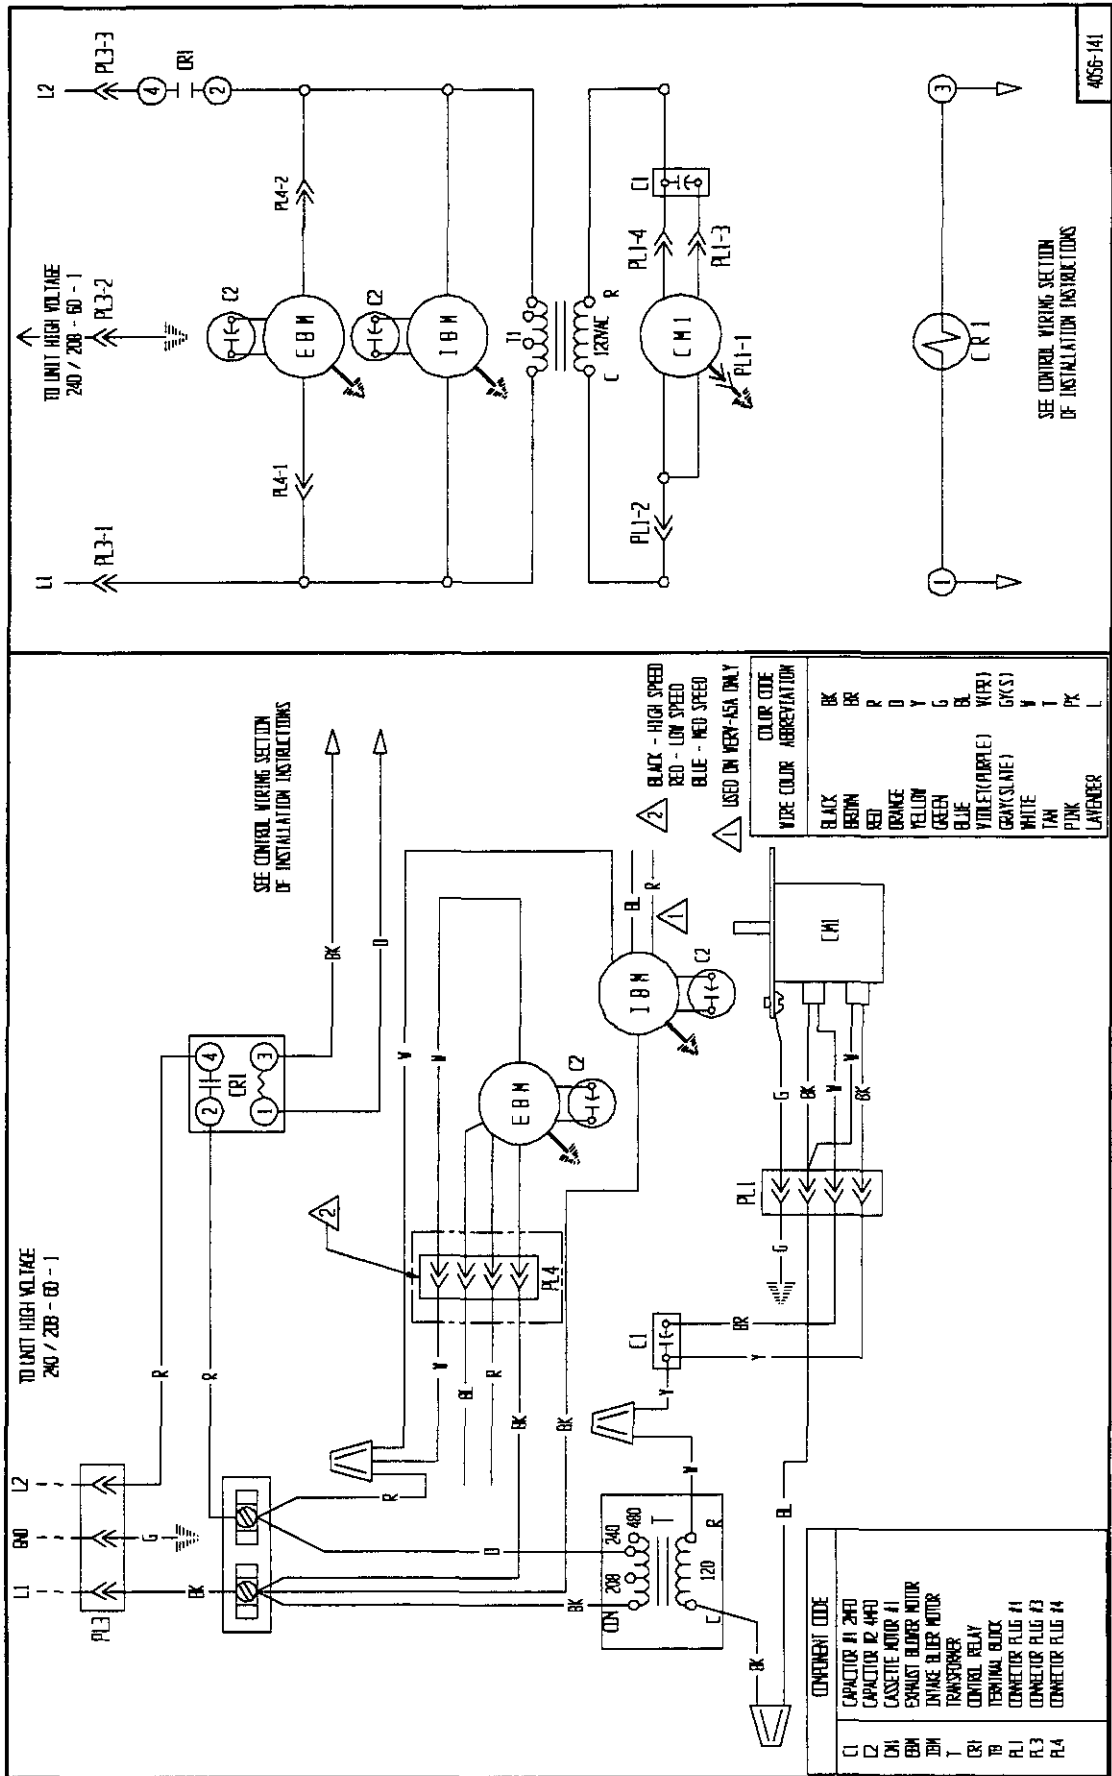 L1
L2
PL3-1
PL3-2
PL3-3
TO UNIT HIGH VOLTAGE
240 / 208 - 60 - 1
4
CR1
2
PL4-1
PL4-2
C2
EBM
C2
IBM
T1
C
120VAC
R
PL1-2
CM1
PL1-1
PL1-4
PL1-3
C1
1
CR1
3
SEE CONTROL WIRING SECTION
OF INSTALLATION INSTRUCTIONS
4056-141
TO UNIT HIGH VOLTAGE
240 / 208 - 60 - 1
L1
GND
L2
PL3
BK
G
R
R
2
4
CR1
1
3
BK
O
SEE CONTROL WIRING SECTION
OF INSTALLATION INSTRUCTIONS
R
W
BL
R
BK
BK
2
PL4
W
W
EBM
C2
IBM
C2
BL
R
1
2
BLACK - HIGH SPEED
RED - LOW SPEED
BLUE - MED SPEED
1
USED ON WERV-A5A ONLY
O
BK
COM
208
240
480
T
C
120
R
W
Y
C1
BR
Y
BK
BL
G
PL1
G
BK
W
W
BK
CM1
COMPONENT CODE
C1 CAPACITOR #1 2MFD
C2 CAPACITOR #2 4MFD
CM1 CASSETTE MOTOR #1
EBM EXHAUST BLOWER MOTOR
IBM INTAKE BLOWER MOTOR
T TRANSFORMER
CR1 CONTROL RELAY
TB TERMINAL BLOCK
PL1 CONNECTOR PLUG #1
PL3 CONNECTOR PLUG #3
PL4 CONNECTOR PLUG #4
COLOR CODE
WIRE COLOR ABBREVIATION
BLACK BK
BROWN BR
RED R
ORANGE O
YELLOW Y
GREEN G
BLUE BL
VIOLET(PURPLE) V(PR)
GRAY(SLATE) GY(S)
WHITE W
TAN T
PINK PK
LAVENDER L